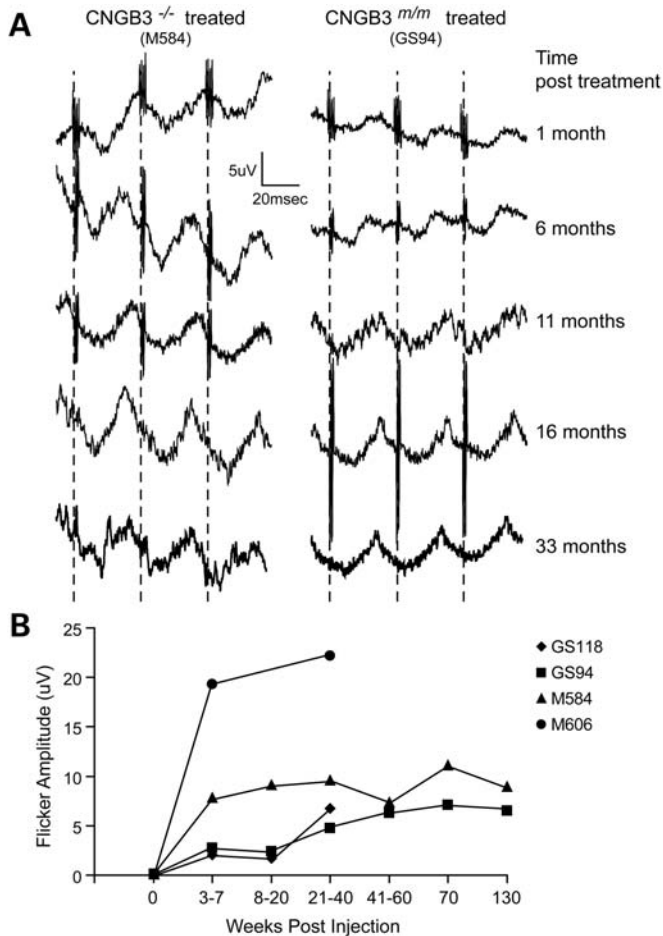 A
CNGB3 -/- treated
(M584)
CNGB3 m/m treated
(GS94)
Time
post treatment
1 month
5uV
20msec
6 months
11 months
16 months
33 months
B
Flicker Amplitude (uV)
25
20
15
10
5
0
0 3-7 8-20 21-40 41-60 70 130
Weeks Post Injection
GS118
GS94
M584
M606